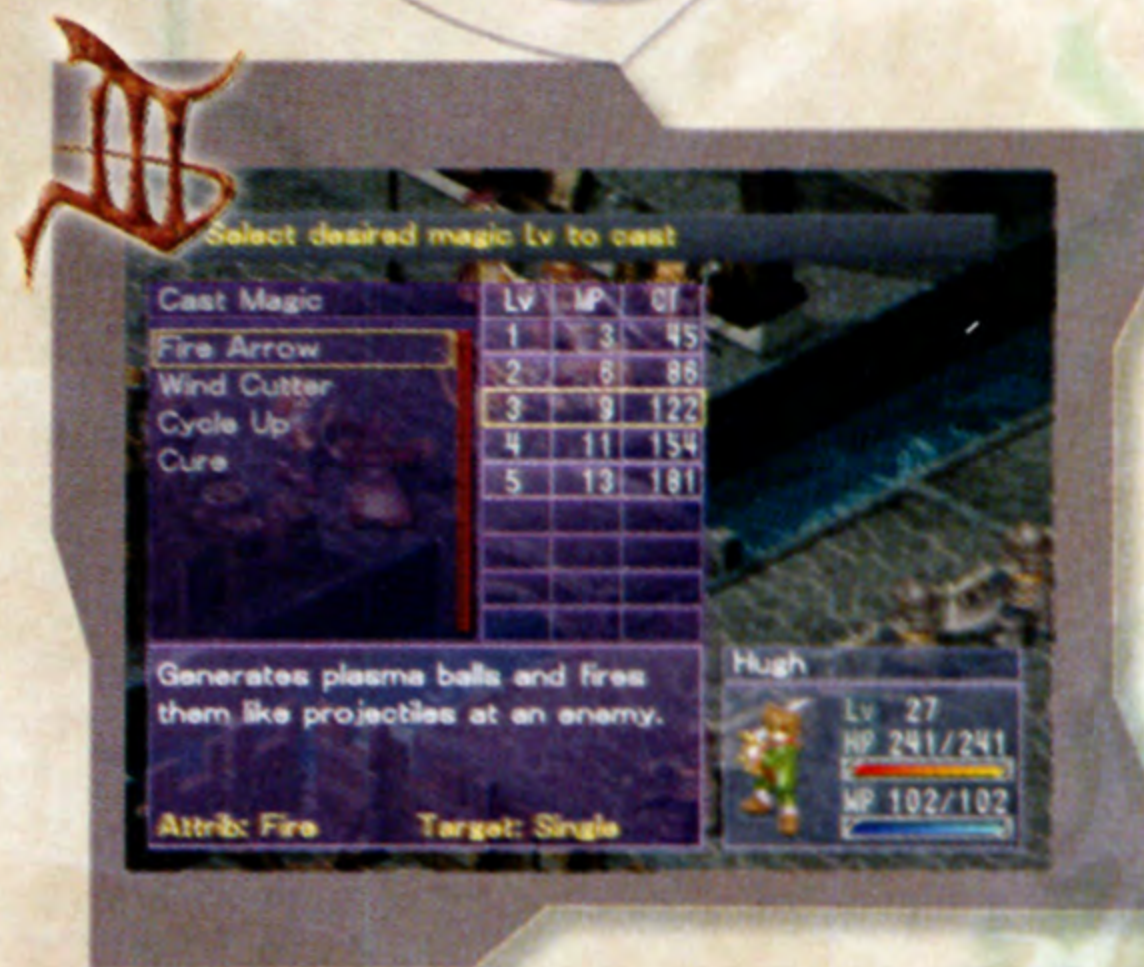 III
Select desired magic Lv to cast
Cast Magic
Lv MP CT
Fire Arrow
Wind Cutter
Cycle Up
Cure
1 3 45
2 6 86
3 9 122
4 11 154
5 13 181
Generates plasma balls and fires
them like projectiles at an enemy.
Attrib: Fire Target: Single
Hugh
Lv 27
HP 241/241
MP 102/102